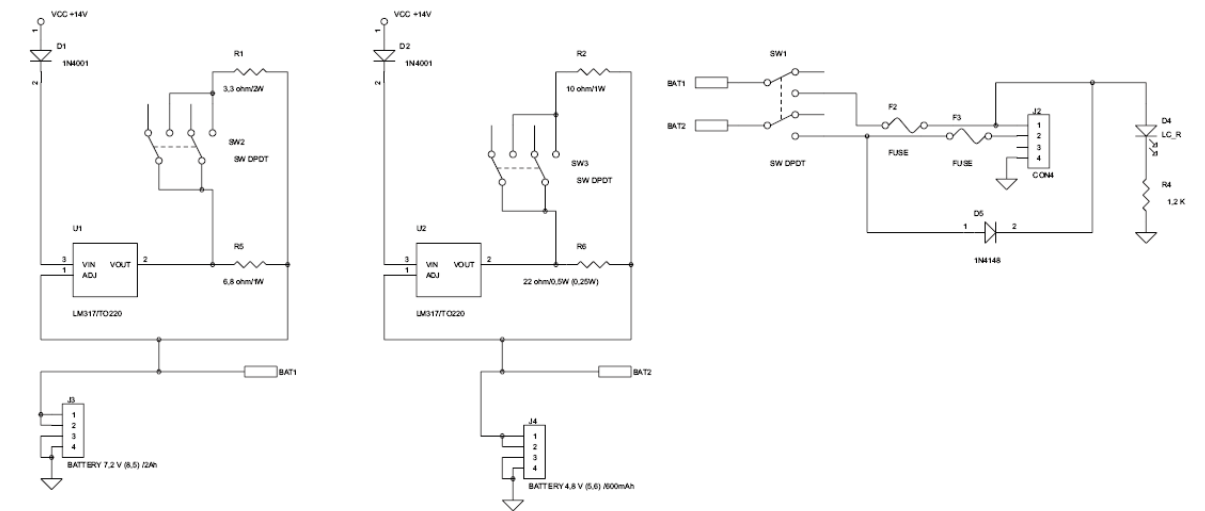 VCC +14V
1
D1
1N4001
2
R1
3,3 ohm/2W
SW2
SW DPDT
U1
3 VIN VOUT 2
1 ADJ
R5
6,8 ohm/1W
LM317/TO220
BAT1
J3
1
2
3
4
BATTERY 7,2 V (8,5) /2Ah
VCC +14V
1
D2
1N4001
2
R2
10 ohm/1W
SW3
SW DPDT
U2
3 VIN VOUT 2
1 ADJ
R6
22 ohm/0,5W (0,25W)
LM317/TO220
BAT2
J4
1
2
3
4
BATTERY 4,8 V (5,6) /600mAh
SW1
BAT1
BAT2
SW DPDT
F2
FUSE
F3
FUSE
J2
1
2
3
4
CON4
D4
LC_R
R4
1,2 K
D5
1 2
1N4148